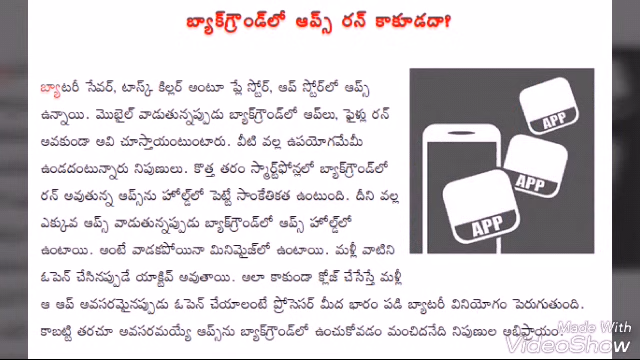 బ్యాక్‌గ్రౌండ్‌లో ఆప్స్ రన్ కాకూడదా?
బ్యాటరీ సేవర్, టాస్క్ కిల్లర్ అంటూ ప్లే స్టోర్, ఆప్ స్టోర్‌లో ఆప్స్
ఉన్నాయి. మొబైల్ వాడుతున్నప్పుడు బ్యాక్‌గ్రౌండ్‌లో ఆప్‌లు, ఫైళ్లు రన్
అవకుండా అవి చూస్తాయంటుంటారు. వీటి వల్ల ఉపయోగమేమీ
ఉండదంటున్నారు నిపుణులు. కొత్త తరం స్మార్ట్‌ఫోన్లలో బ్యాక్‌గ్రౌండ్‌లో
రన్ అవుతున్న ఆప్స్‌ను హోల్డ్‌లో పెట్టే సాంకేతికత ఉంటుంది. దీని వల్ల
ఎక్కువ ఆప్స్ వాడుతున్నప్పుడు బ్యాక్‌గ్రౌండ్‌లో ఆప్స్ హోల్డ్‌లో
ఉంటాయి. అంటే వాడకపోయినా మినిమైజ్‌లో ఉంటాయి. మళ్లీ వాటిని
ఓపెన్ చేసినప్పుడే యాక్టివ్ అవుతాయి. అలా కాకుండా క్లోజ్ చేసేస్తే మళ్లీ
ఆ ఆప్ అవసరమైనప్పుడు ఓపెన్ చేయాలంటే ప్రోసెసర్ మీద భారం పడి బ్యాటరీ వినియోగం పెరుగుతుంది.
కాబట్టి తరచూ అవసరమయ్యే ఆప్స్‌ను బ్యాక్‌గ్రౌండ్‌లో ఉంచుకోవడం మంచిదనేది నిపుణుల అభిప్రాయం.
APP
APP
APP
Made With
VideoShow